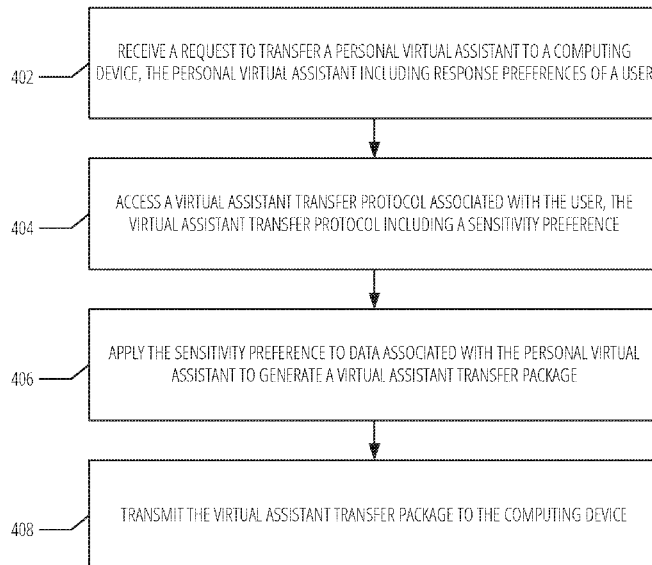 RECEIVE A REQUEST TO TRANSFER A PERSONAL VIRTUAL ASSISTANT TO A COMPUTING
402
DEVICE, THE PERSONAL VIRTUAL ASSISTANT INCLUDING RESPONSE PREFERENCES OF A USER
ACCESS A VIRTUAL ASSISTANT TRANSFER PROTOCOL ASSOCIATED WITH THE USER, THE
404
VIRTUAL ASSISTANT TRANSFER PROTOCOL INCLUDING A SENSITIVITY PREFERENCE
APPLY THE SENSITIVITY PREFERENCE TO DATA ASSOCIATED WITH THE PERSONAL VIRTUAL
406
ASSISTANT TO GENERATE A VIRTUAL ASSISTANT TRANSFER PACKAGE
408
TRANSMIT THE VIRTUAL ASSISTANT TRANSFER PACKAGE TO THE COMPUTING DEVICE